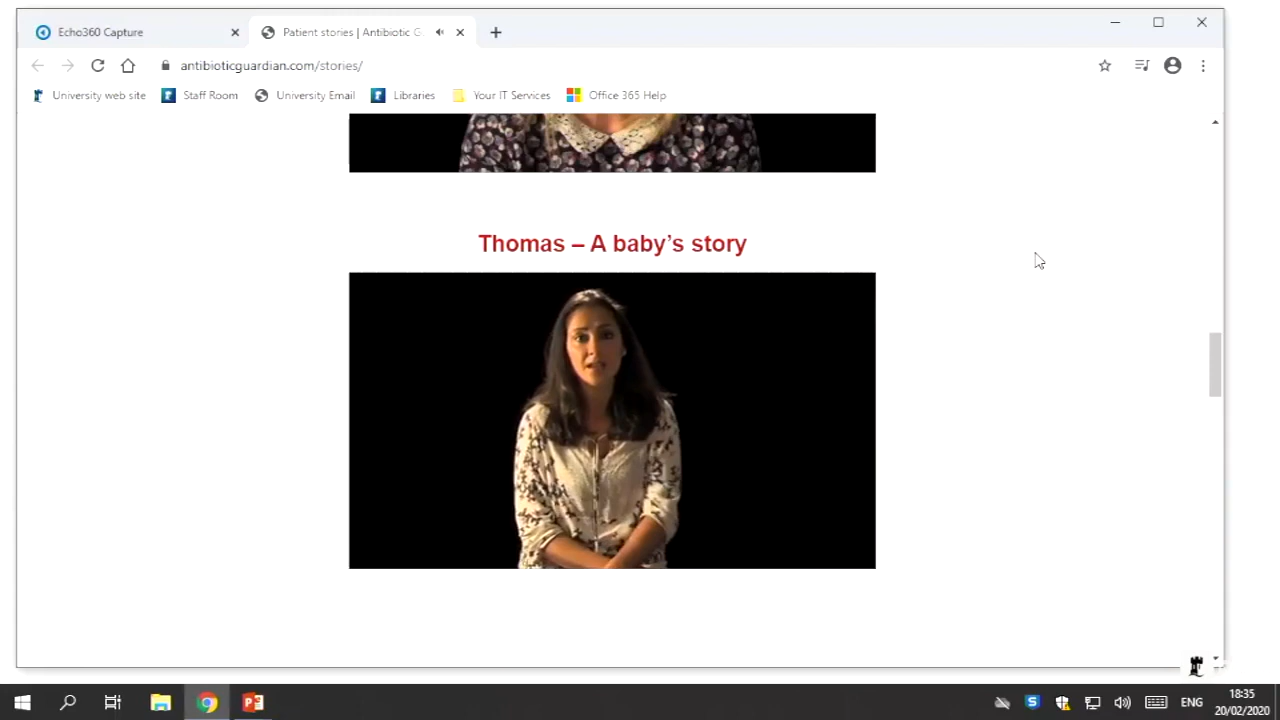 Echo360 Capture
Patient stories | Antibiotic G
antibioticguardian.com/stories/
University web site
Staff Room
University Email
Libraries
Your IT Services
Office 365 Help
Thomas – A baby's story
ENG
18:35
20/02/2020